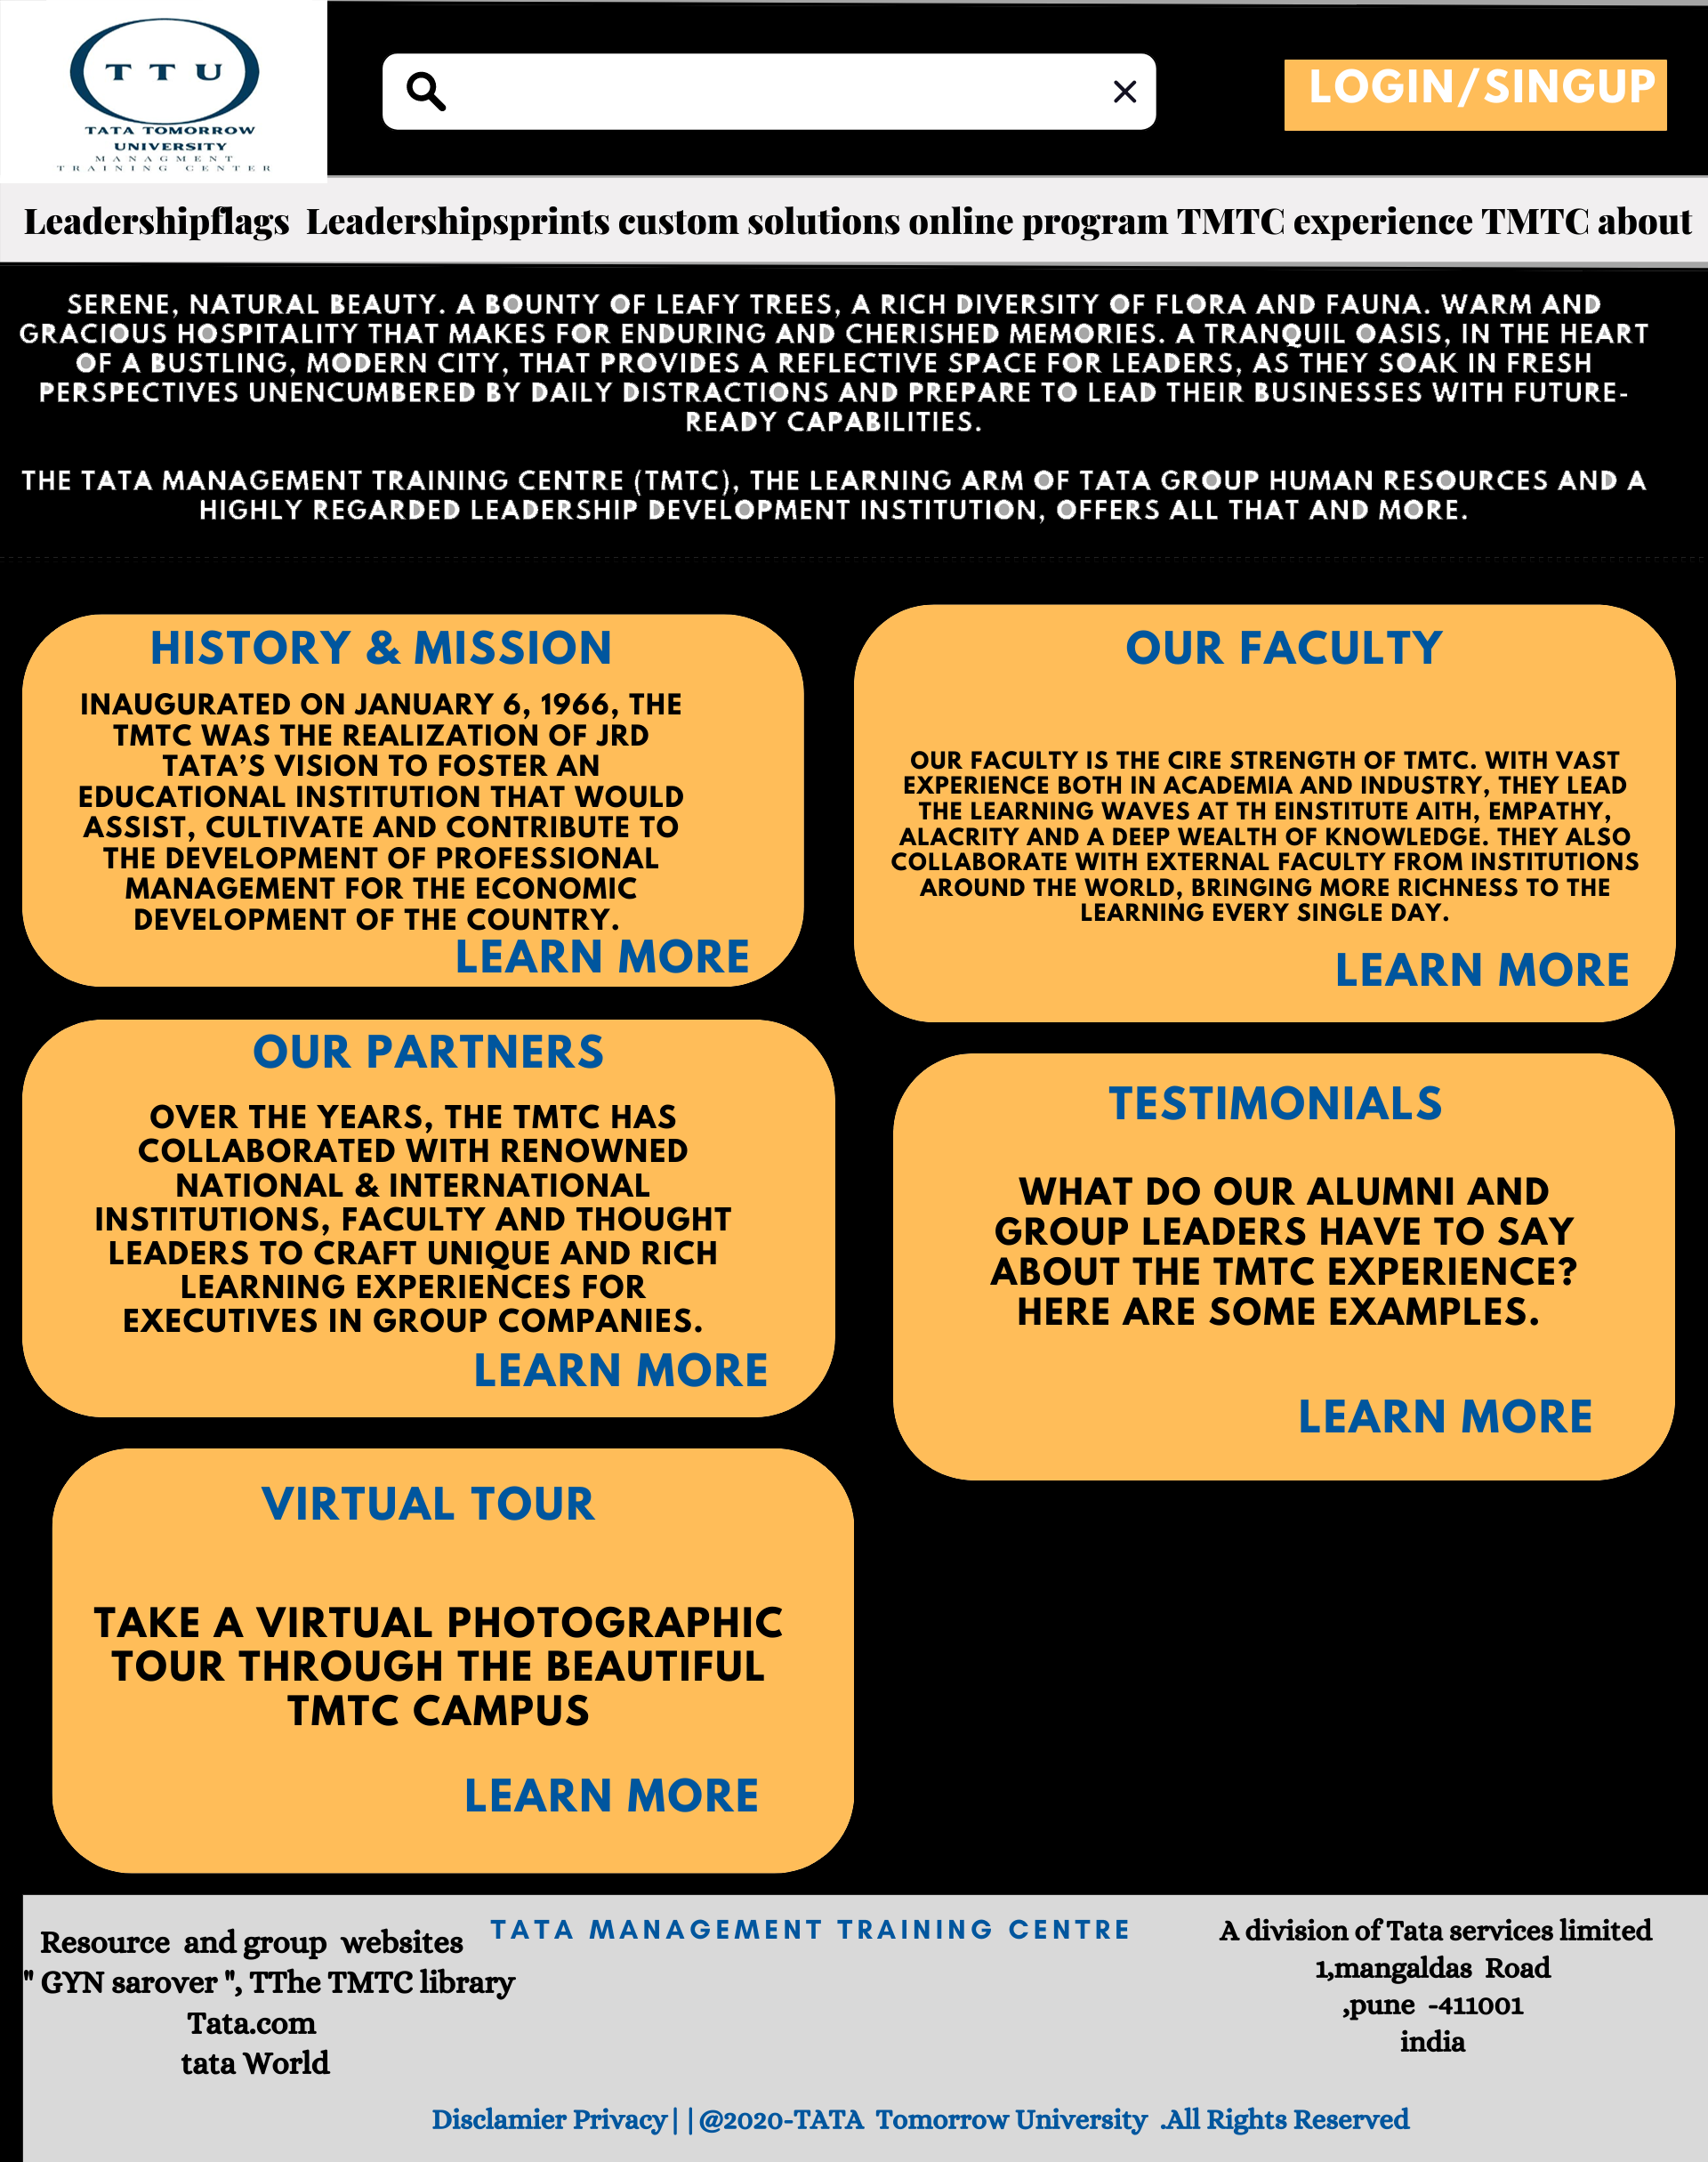 T T U
TATA TOMORROW
UNIVERSITY
MANAGMENT
TRAINING CENTER
LOGIN/SINGUP
Leadershipflags Leadershipsprints custom solutions online program TMTC experience TMTC about
SERENE, NATURAL BEAUTY. A BOUNTY OF LEAFY TREES, A RICH DIVERSITY OF FLORA AND FAUNA. WARM AND
GRACIOUS HOSPITALITY THAT MAKES FOR ENDURING AND CHERISHED MEMORIES. A TRANQUIL OASIS, IN THE HEART
OF A BUSTLING, MODERN CITY, THAT PROVIDES A REFLECTIVE SPACE FOR LEADERS, AS THEY SOAK IN FRESH
PERSPECTIVES UNENCUMBERED BY DAILY DISTRACTIONS AND PREPARE TO LEAD THEIR BUSINESSES WITH FUTURE-
READY CAPABILITIES.
THE TATA MANAGEMENT TRAINING CENTRE (TMTC), THE LEARNING ARM OF TATA GROUP HUMAN RESOURCES AND A
HIGHLY REGARDED LEADERSHIP DEVELOPMENT INSTITUTION, OFFERS ALL THAT AND MORE.
HISTORY & MISSION
INAUGURATED ON JANUARY 6, 1966, THE
TMTC WAS THE REALIZATION OF JRD
TATA'S VISION TO FOSTER AN
EDUCATIONAL INSTITUTION THAT WOULD
ASSIST, CULTIVATE AND CONTRIBUTE TO
THE DEVELOPMENT OF PROFESSIONAL
MANAGEMENT FOR THE ECONOMIC
DEVELOPMENT OF THE COUNTRY.
LEARN MORE
OUR FACULTY
OUR FACULTY IS THE CIRE STRENGTH OF TMTC. WITH VAST
EXPERIENCE BOTH IN ACADEMIA AND INDUSTRY, THEY LEAD
THE LEARNING WAVES AT TH EINSTITUTE AITH, EMPATHY,
ALACRITY AND A DEEP WEALTH OF KNOWLEDGE. THEY ALSO
COLLABORATE WITH EXTERNAL FACULTY FROM INSTITUTIONS
AROUND THE WORLD, BRINGING MORE RICHNESS TO THE
LEARNING EVERY SINGLE DAY.
LEARN MORE
OUR PARTNERS
OVER THE YEARS, THE TMTC HAS
COLLABORATED WITH RENOWNED
NATIONAL & INTERNATIONAL
INSTITUTIONS, FACULTY AND THOUGHT
LEADERS TO CRAFT UNIQUE AND RICH
LEARNING EXPERIENCES FOR
EXECUTIVES IN GROUP COMPANIES.
LEARN MORE
TESTIMONIALS
WHAT DO OUR ALUMNI AND
GROUP LEADERS HAVE TO SAY
ABOUT THE TMTC EXPERIENCE?
HERE ARE SOME EXAMPLES.
LEARN MORE
VIRTUAL TOUR
TAKE A VIRTUAL PHOTOGRAPHIC
TOUR THROUGH THE BEAUTIFUL
TMTC CAMPUS
LEARN MORE
Resource and group websites
" GYN sarover ", TThe TMTC library
Tata.com
tata World
TATA MANAGEMENT TRAINING CENTRE
A division of Tata services limited
1,mangaldas Road
,pune -411001
india
Disclamier Privacy| |@2020-TATA Tomorrow University .All Rights Reserved